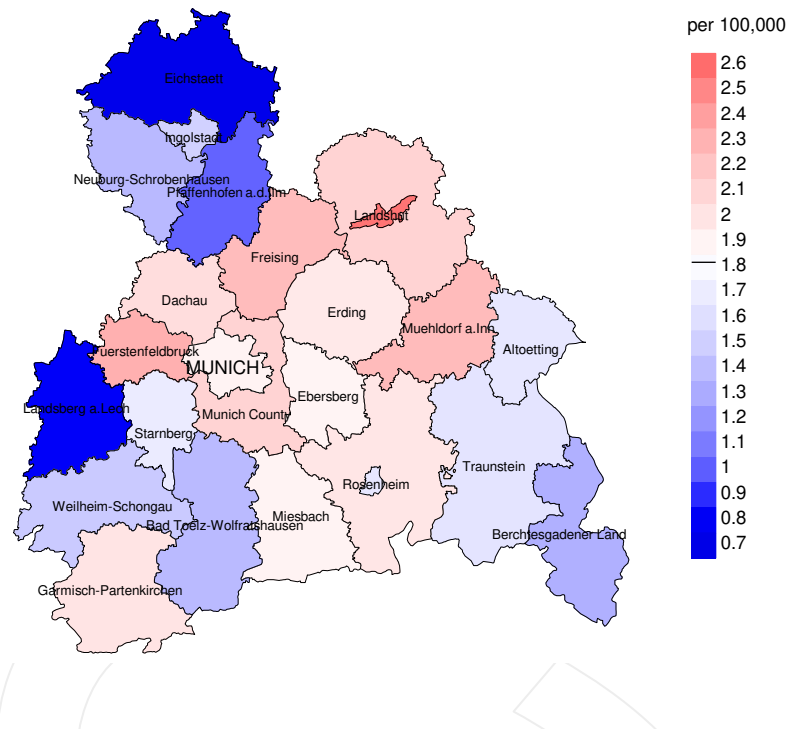 per 100,000
2.6
2.5
2.4
2.3
2.2
2.1
2
1.9
1.8
1.7
1.6
1.5
1.4
1.3
1.2
1.1
1
0.9
0.8
0.7
Eichstaett
Ingolstadt
Neuburg-Schrobenhausen
Pfaffenhofen a.d.Ilm
Landshut
Freising
Dachau
Erding
Muehldorf a.Inn
Fuerstenfeldbruck
Altoetting
MUNICH
Ebersberg
Landsberg a.Lech
Munich County
Starnberg
Traunstein
Rosenheim
Weilheim-Schongau
Miesbach
Bad Toelz-Wolfratshausen
Berchtesgadener Land
Garmisch-Partenkirchen